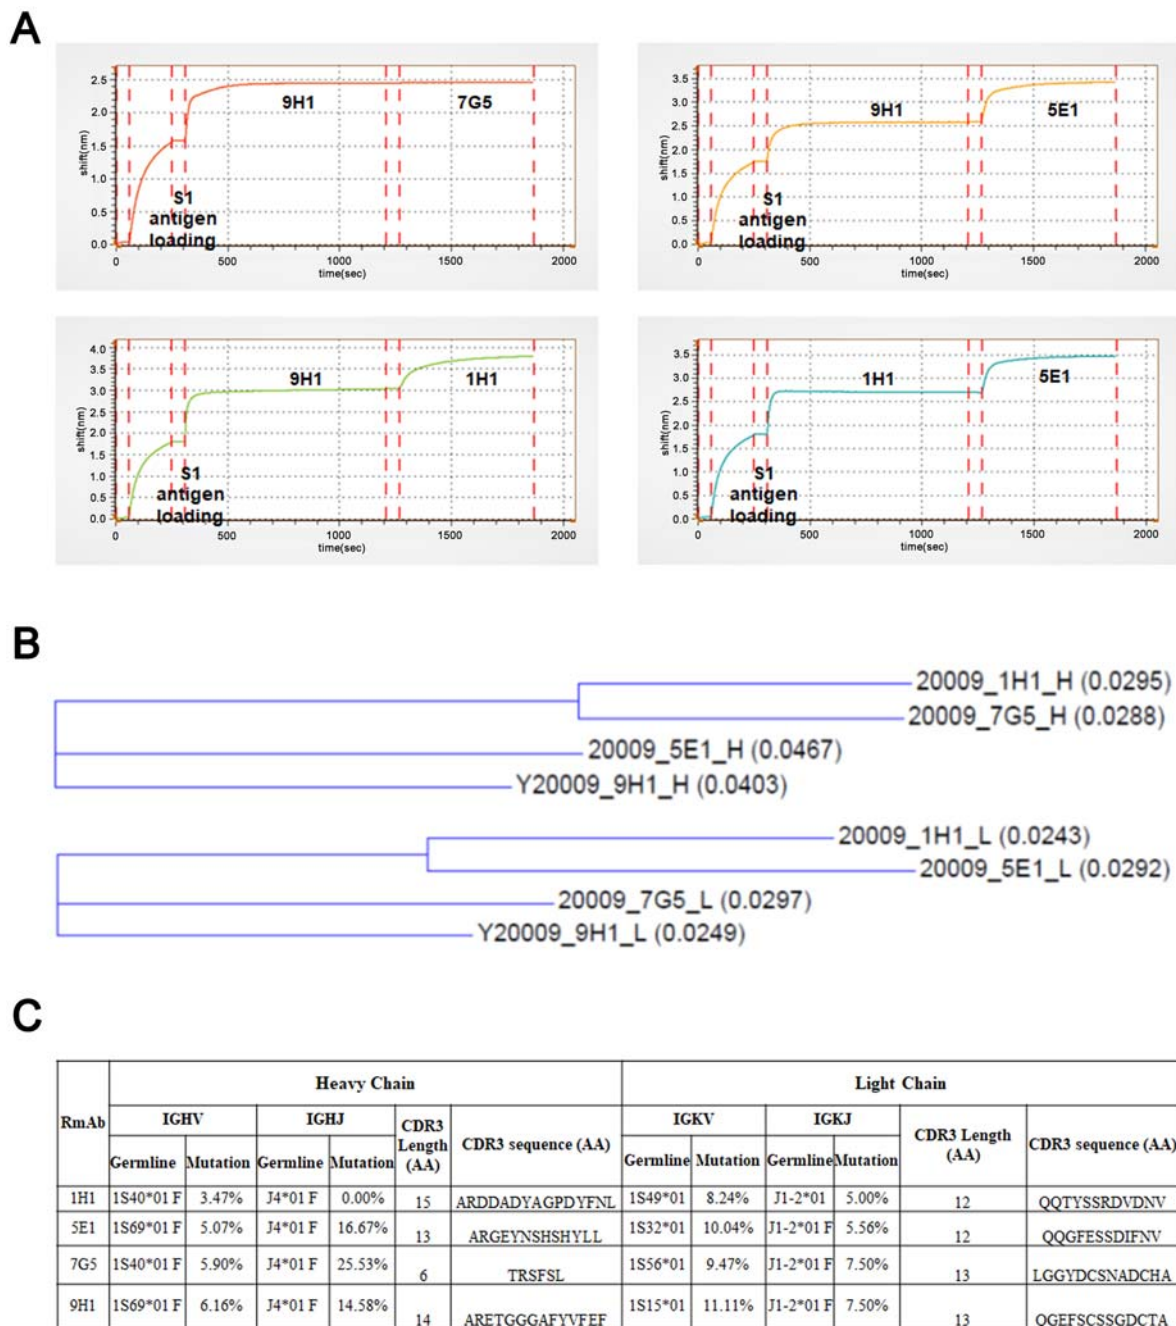 A
shift(nm)
2.5
2.0
1.5
1.0
0.5
0.0
9H1
7G5
S1
antigen
loading
0
500
1000
1500
2000
time(sec)
shift(nm)
3.5
3.0
2.5
2.0
1.5
1.0
0.5
0.0
9H1
5E1
S1
antigen
loading
0
500
1000
1500
2000
time(sec)
shift(nm)
4.0
3.5
3.0
2.5
2.0
1.5
1.0
0.5
0.0
9H1
1H1
S1
antigen
loading
0
500
1000
1500
2000
time(sec)
shift(nm)
3.5
3.0
2.5
2.0
1.5
1.0
0.5
0.0
1H1
5E1
S1
antigen
loading
0
500
1000
1500
2000
time(sec)
B
20009_1H1_H (0.0295)
20009_7G5_H (0.0288)
20009_5E1_H (0.0467)
Y20009_9H1_H (0.0403)
20009_1H1_L (0.0243)
20009_5E1_L (0.0292)
20009_7G5_L (0.0297)
Y20009_9H1_L (0.0249)
C
RmAb Heavy Chain Light Chain
IGHV IGHJ CDR3 Length (AA) CDR3 sequence (AA) IGKV IGKJ CDR3 Length (AA) CDR3 sequence (AA)
Germline Mutation Germline Mutation Germline Mutation Germline Mutation
1H1 1S40*01 F 3.47% J4*01 F 0.00% 15 ARDDADYAGPDYFNL 1S49*01 8.24% J1-2*01 5.00% 12 QQTYSSRDVDNV
5E1 1S69*01 F 5.07% J4*01 F 16.67% 13 ARGEYNSHSHYLL 1S32*01 10.04% J1-2*01 F 5.56% 12 QQGFESSDIFNV
7G5 1S40*01 F 5.90% J4*01 F 25.53% 6 TRSFSL 1S56*01 9.47% J1-2*01 F 7.50% 13 LGGYDCSNADCHA
9H1 1S69*01 F 6.16% J4*01 F 14.58% 14 ARETGGGAFYVFEF 1S15*01 11.11% J1-2*01 F 7.50% 13 QGEFSCSSGDCTA